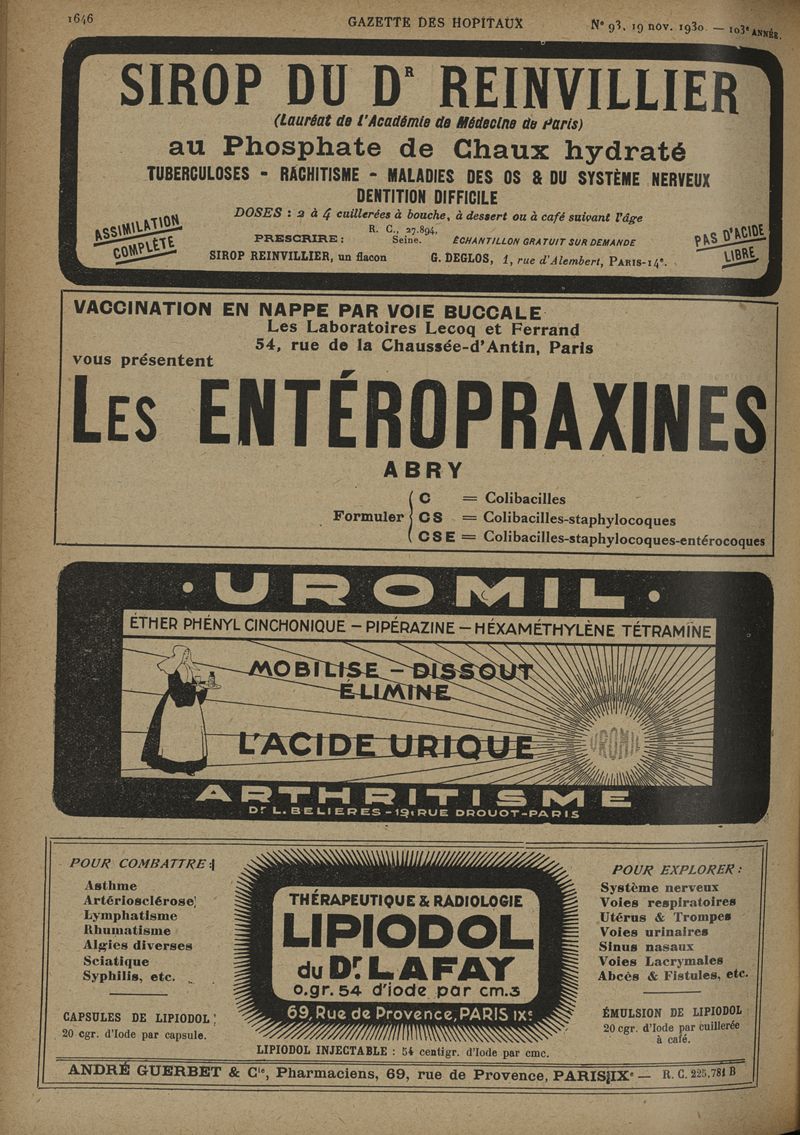 1646
GAZETTE DES HOPITAUX
N° 93. 19 nov. 1930. — 103e ANNÉE.
SIROP DU DR REINVILLIER
(Lauréat de l'Académie de Médecine de Paris)
au Phosphate de Chaux hydraté
TUBERCULOSES - RACHITISME - MALADIES DES OS & DU SYSTÈME NERVEUX
DENTITION DIFFICILE
DOSES : 2 à 4 cuillerées à bouche, à dessert ou à café suivant l'âge
ASSIMILATION
COMPLÈTE
PRESCRIRE :
R. C., 27.894,
Seine.
ÉCHANTILLON GRATUIT SUR DEMANDE
PAS D'ACIDE
LIBRE
SIROP REINVILLIER, un flacon
G. DEGLOS, 1, rue d'Alembert, PARIS-14e.
VACCINATION EN NAPPE PAR VOIE BUCCALE
Les Laboratoires Lecoq et Ferrand
54, rue de la Chaussée-d'Antin, Paris
vous présentent
LES ENTÉROPRAXINES
ABRY
Formuler
C = Colibacilles
CS = Colibacilles-staphylocoques
CSE = Colibacilles-staphylocoques-entérocoques
· UROMIL ·
ÉTHER PHÉNYL CINCHONIQUE — PIPÉRAZINE — HÉXAMÉTHYLÈNE TÉTRAMINE
MOBILISE - DISSOUT
ÉLIMINE
L'ACIDE URIQUE
UROMIL
ARTHRITISME
Dr L. BELIERES - 19, RUE DROUOT - PARIS
POUR COMBATTRE :
Asthme
Artériosclérose
Lymphatisme
Rhumatisme
Algies diverses
Sciatique
Syphilis, etc.
CAPSULES DE LIPIODOL
20 cgr. d'Iode par capsule.
THÉRAPEUTIQUE & RADIOLOGIE
LIPIODOL
du Dr. LAFAY
0.gr. 54 d'iode par cm.3
69, Rue de Provence, PARIS IXe
LIPIODOL INJECTABLE : 54 centigr. d'Iode par cmc.
POUR EXPLORER :
Système nerveux
Voies respiratoires
Utérus & Trompes
Voies urinaires
Sinus nasaux
Voies Lacrymales
Abcès & Fistules, etc.
ÉMULSION DE LIPIODOL
20 cgr. d'Iode par cuillerée
à café.
ANDRÉ GUERBET & Cie, Pharmaciens, 69, rue de Provence, PARIS IXe — R. C. 225.781 B